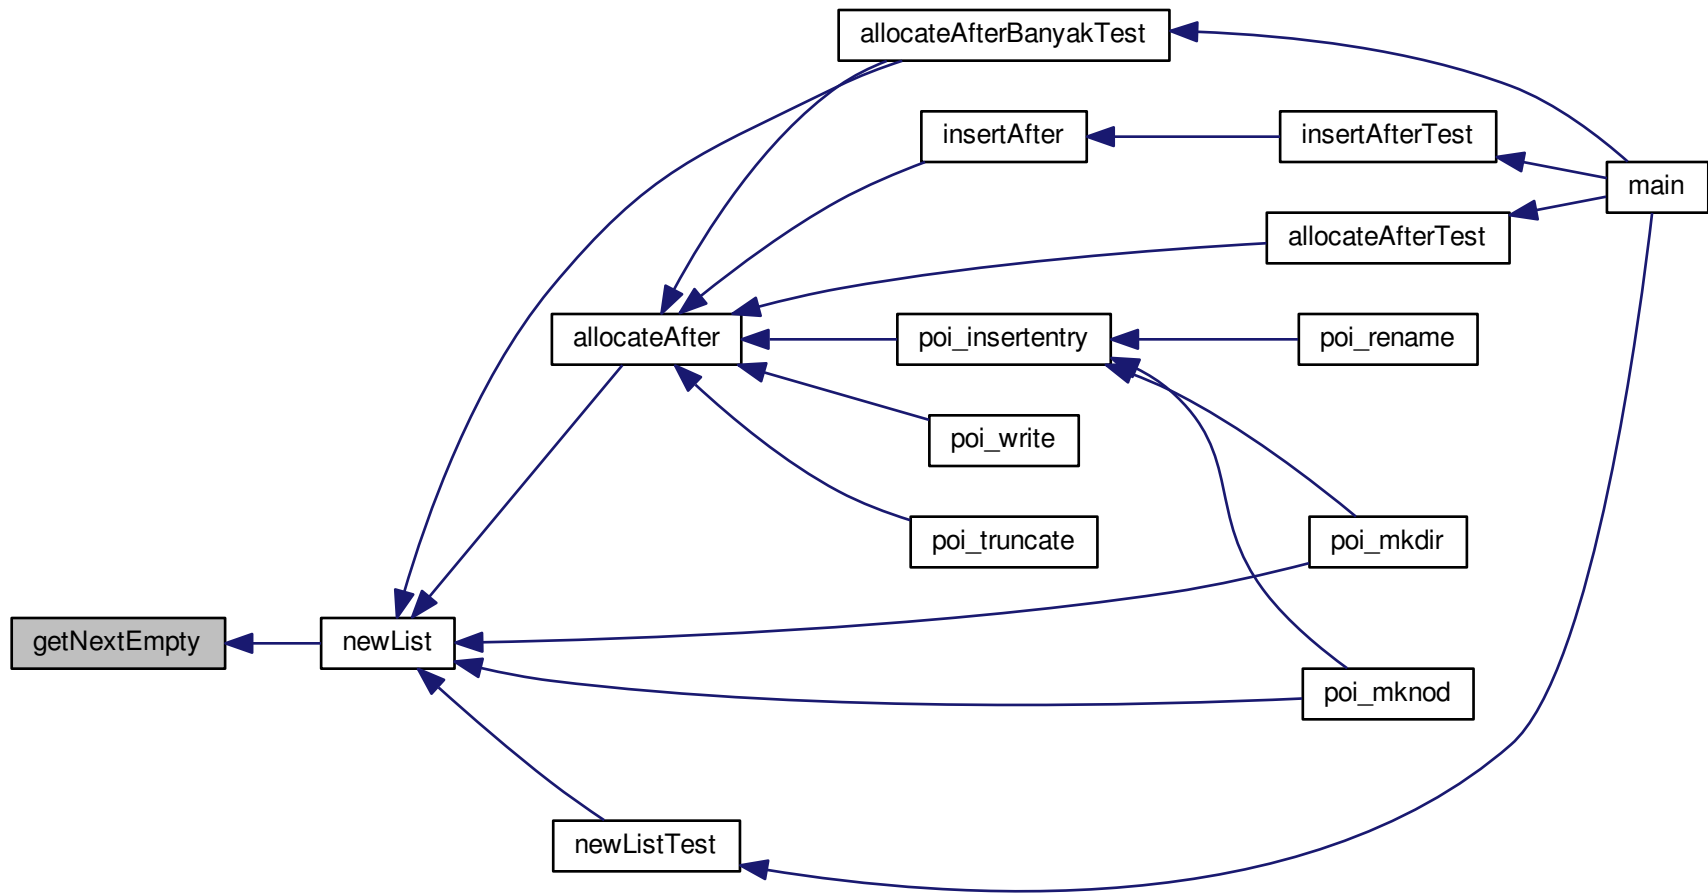 allocateAfterBanyakTest
insertAfter
insertAfterTest
main
allocateAfterTest
allocateAfter
poi_insertentry
poi_rename
poi_write
poi_truncate
poi_mkdir
getNextEmpty
newList
poi_mknod
newListTest